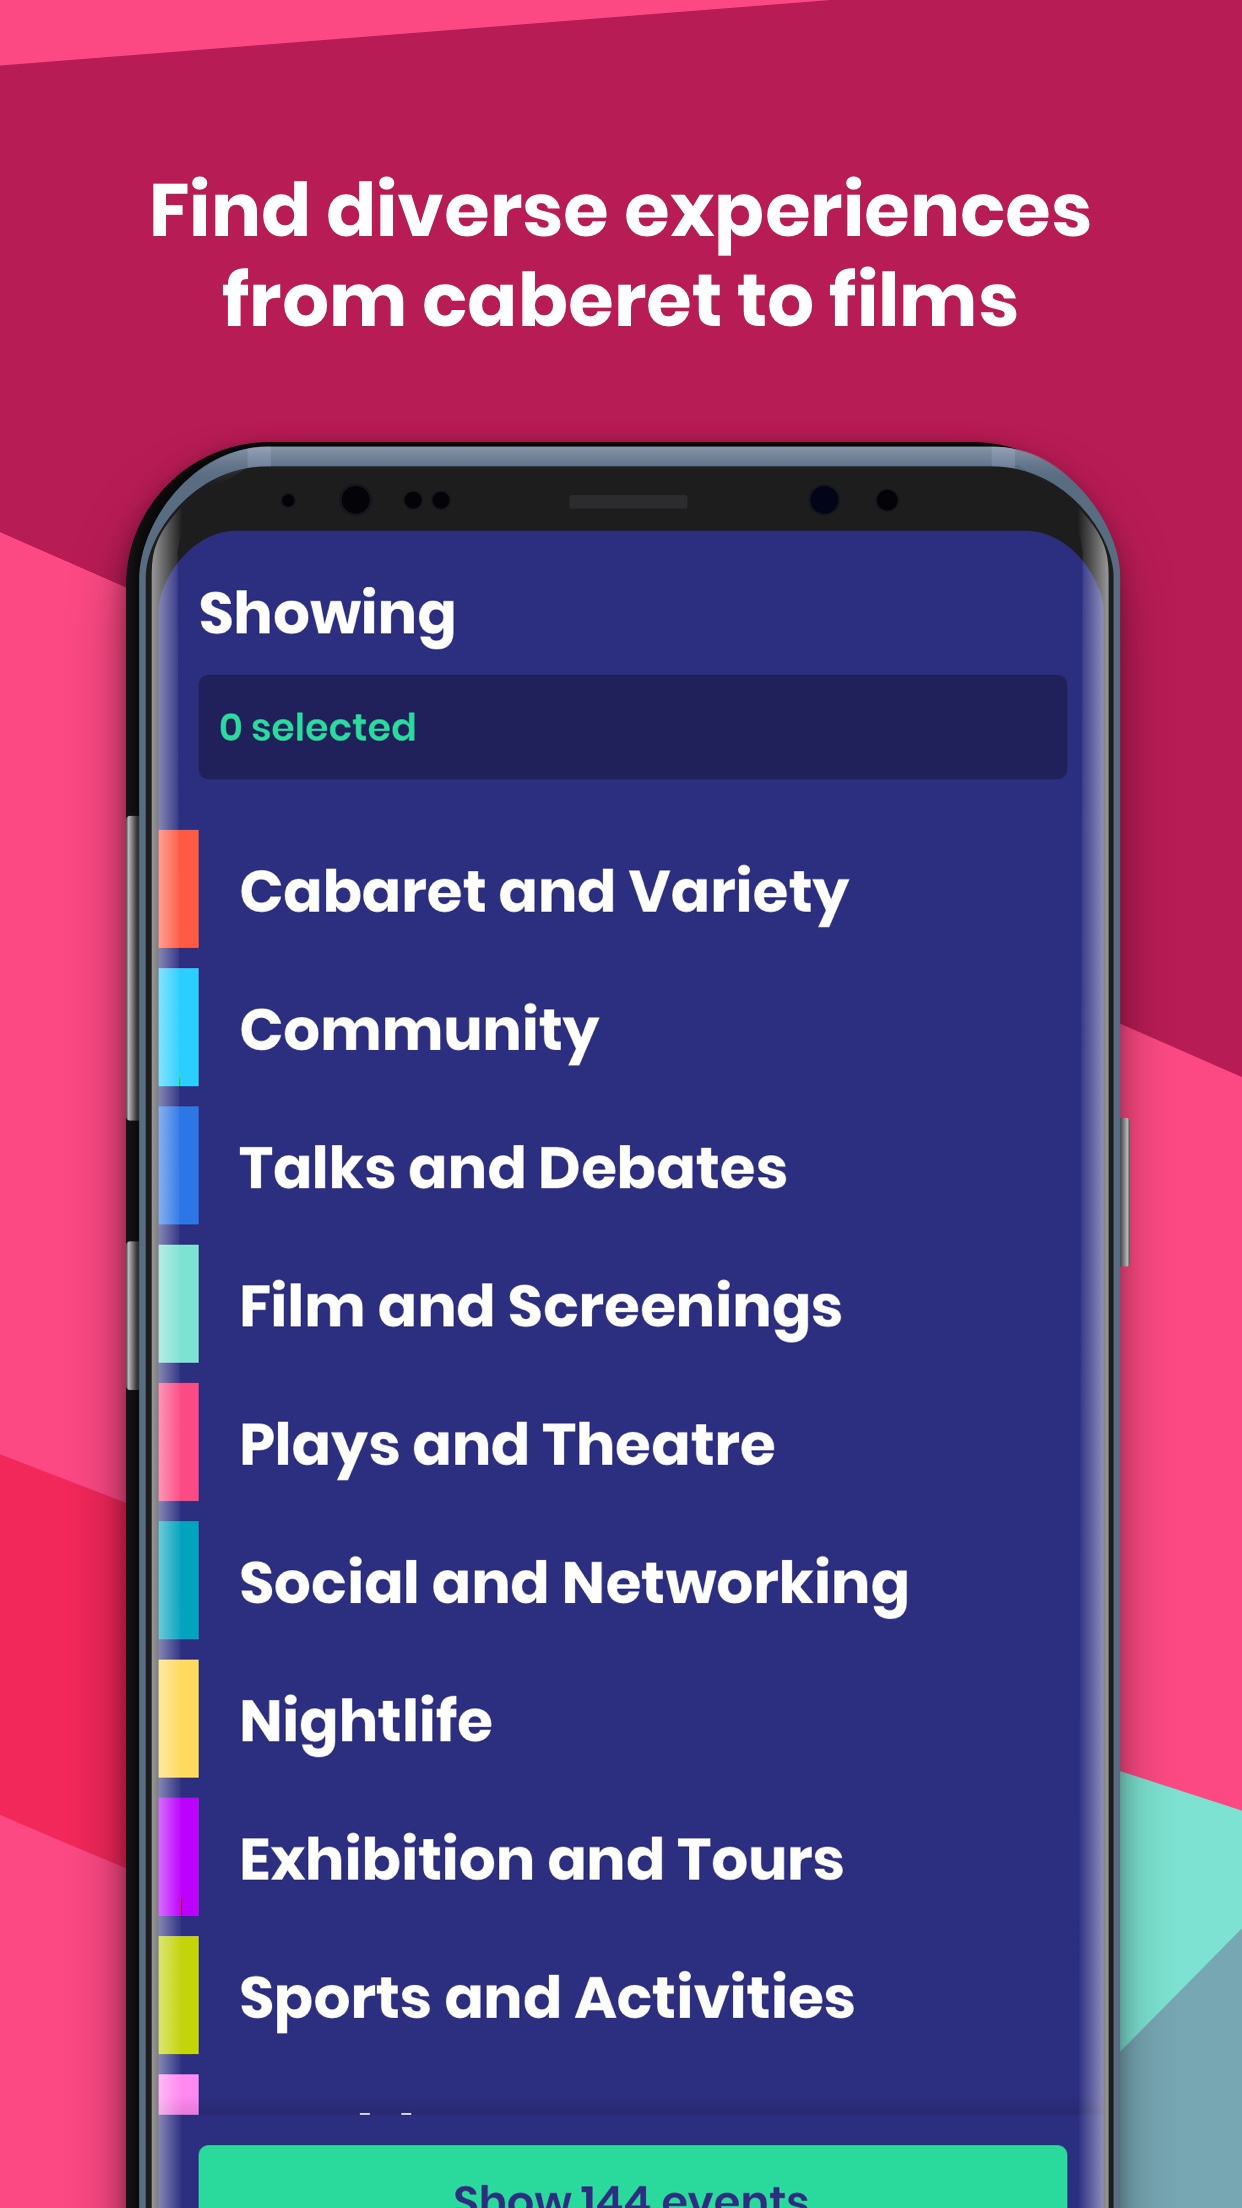 Find diverse experiences
from caberet to films
Showing
0 selected
Cabaret and Variety
Community
Talks and Debates
Film and Screenings
Plays and Theatre
Social and Networking
Nightlife
Exhibition and Tours
Sports and Activities
Show 144 events